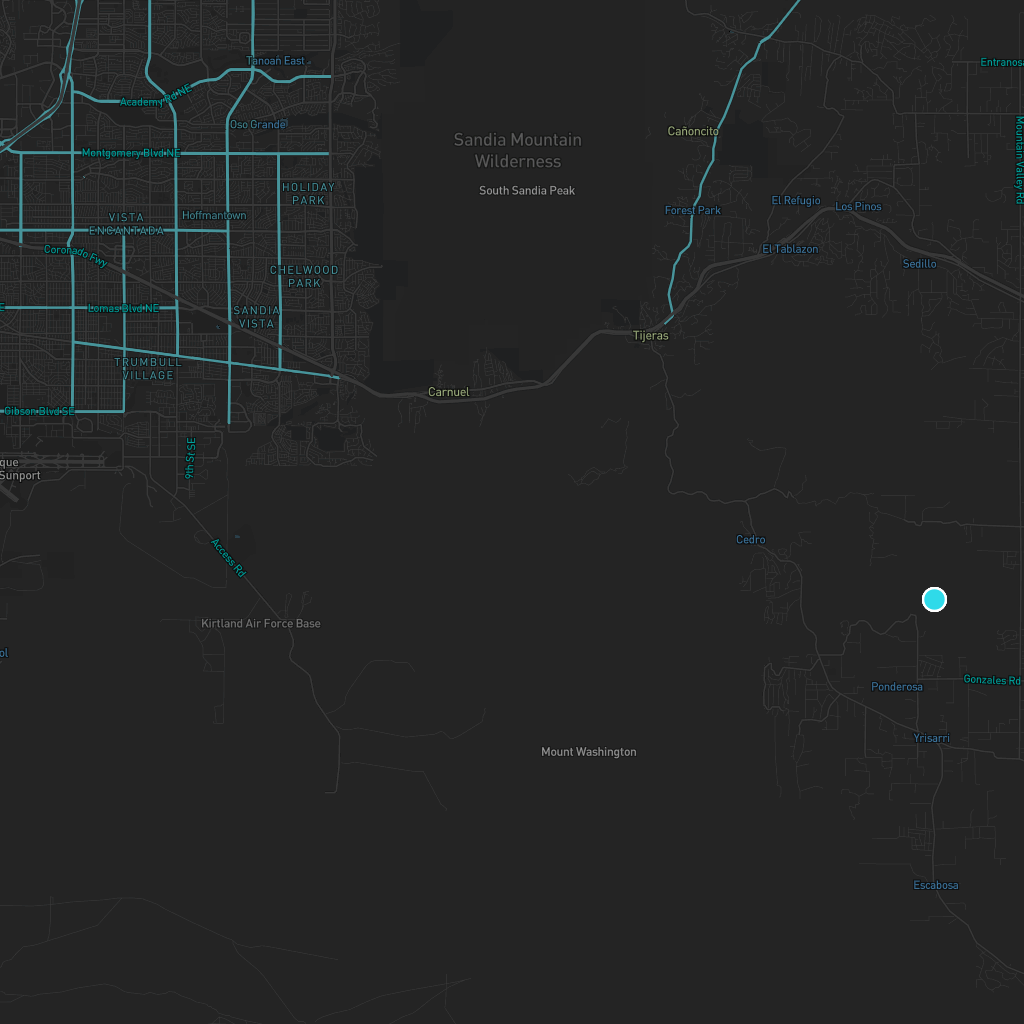 Tanoan East
Entranosa
Academy Rd NE
Oso Grande
Cañoncito
Sandia Mountain
Wilderness
Mountain Valley Rd
Montgomery Blvd NE
HOLIDAY
PARK
South Sandia Peak
El Refugio
Los Pinos
Forest Park
VISTA
ENCANTADA
Hoffmantown
Coronado Fwy
El Tablazon
Sedillo
CHELWOOD
PARK
E
Lomas Blvd NE
SANDIA
VISTA
Tijeras
TRUMBULL
VILLAGE
Carnuel
Gibson Blvd SE
9th St SE
que
Sunport
Access Rd
Cedro
Kirtland Air Force Base
ol
Gonzales Rd
Ponderosa
Yrisarri
Mount Washington
Escabosa